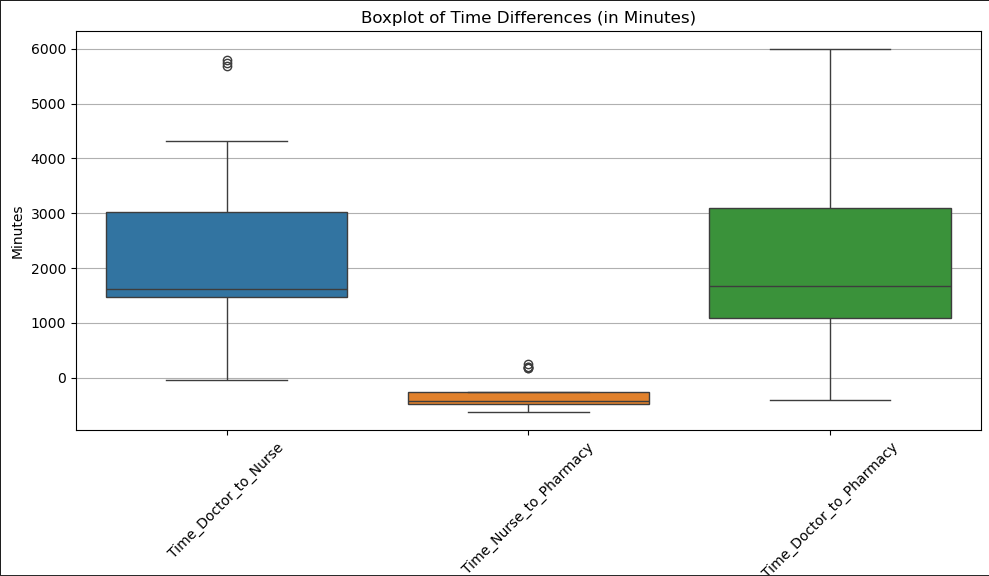 Boxplot of Time Differences (in Minutes)
6000
5000
4000
3000
2000
1000
0
Minutes
Time_Doctor_to_Nurse
Time_Nurse_to_Pharmacy
Time_Doctor_to_Pharmacy